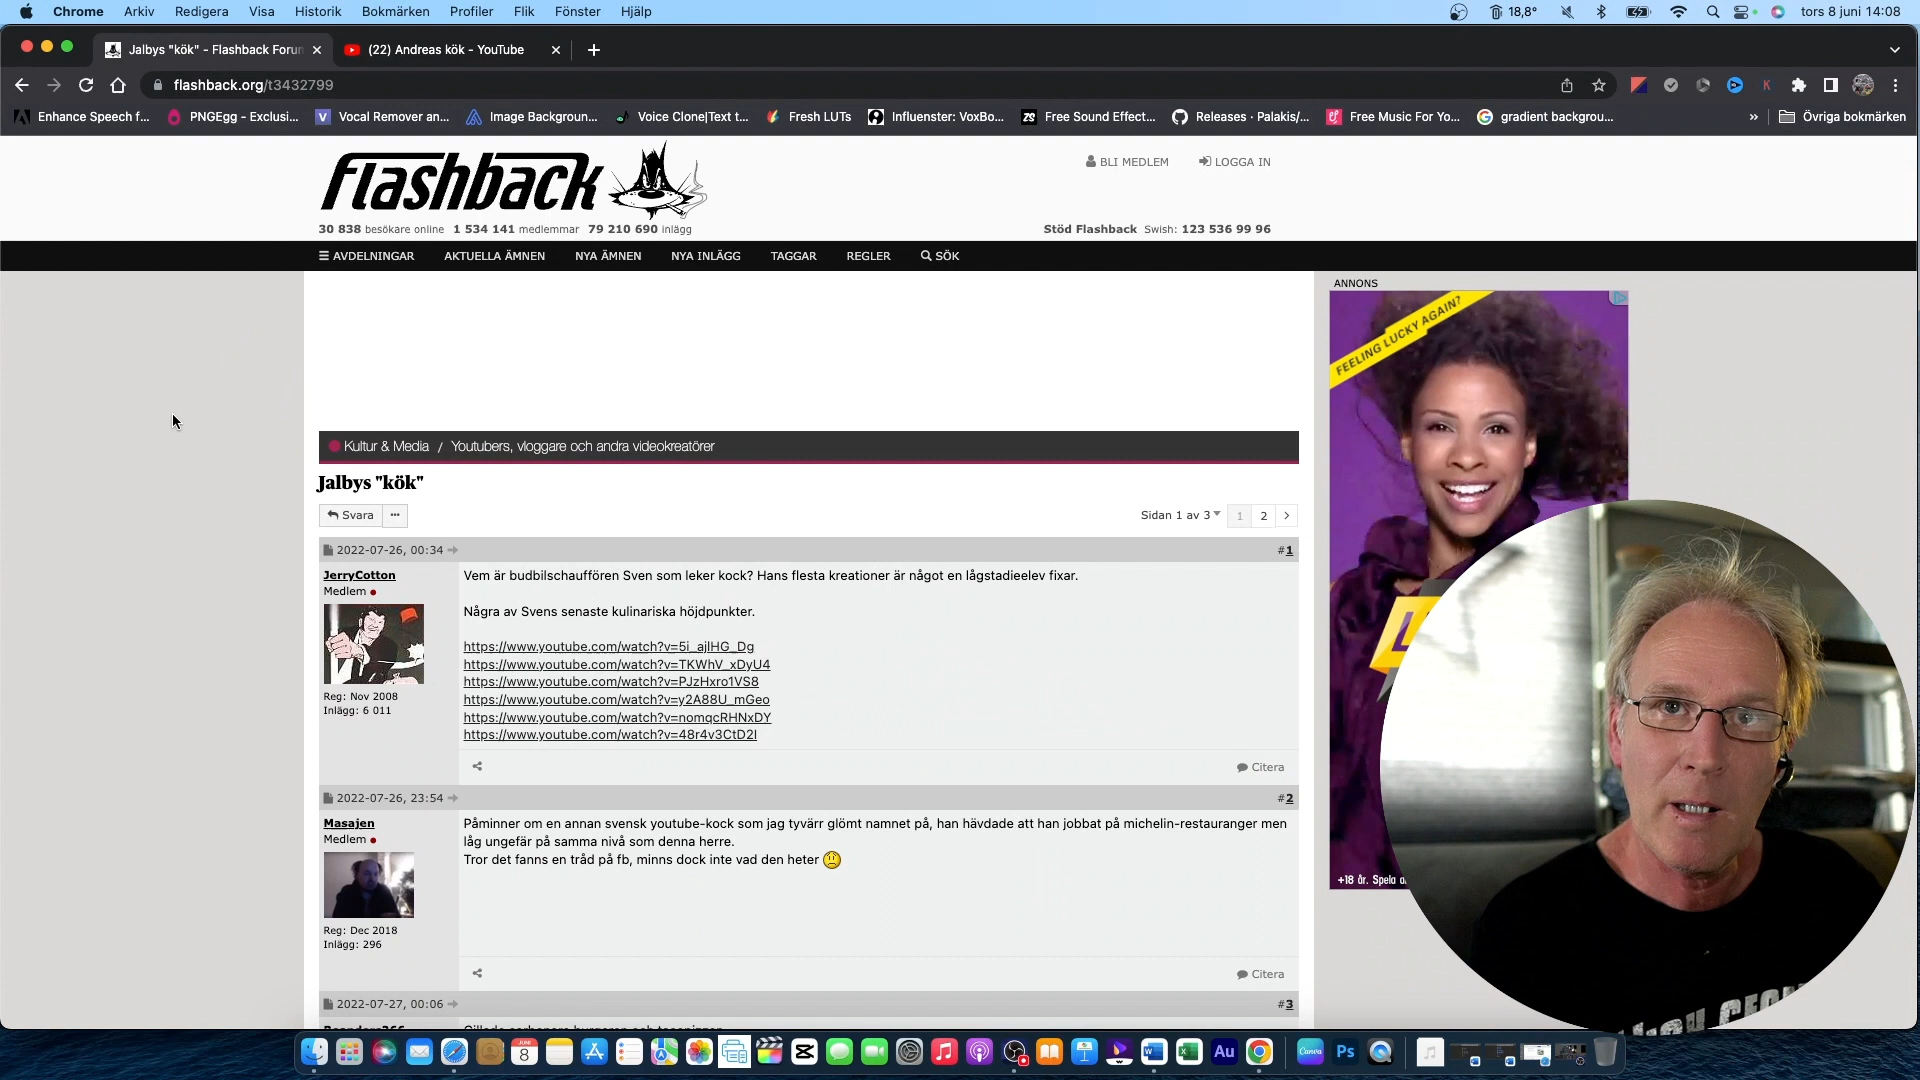 Chrome Arkiv Redigera Visa Historik Bokmärken Profiler Flik Fönster Hjälp 18,8° tors 8 juni 14:08
Jalbys "kök" - Flashback Forun (22) Andreas kök - YouTube
flashback.org/t3432799
Enhance Speech f... PNGEgg - Exclusi... Vocal Remover an... Image Backgroun... Voice Clone|Text t... Fresh LUTs Influenster: VoxBo... Free Sound Effect... Releases · Palakis/... Free Music For Yo... gradient backgrou... » Övriga bokmärken
flashback
BLI MEDLEM LOGGA IN
30 838 besökare online 1 534 141 medlemmar 79 210 690 inlägg
Stöd Flashback Swish: 123 536 99 96
AVDELNINGAR AKTUELLA ÄMNEN NYA ÄMNEN NYA INLÄGG TAGGAR REGLER SÖK
ANNONS
FEELING LUCKY AGAIN?
Kultur & Media / Youtubers, vloggare och andra videokreatörer
Jalbys "kök"
Svara ··· Sidan 1 av 3 1 2
2022-07-26, 00:34 #1
JerryCotton
Medlem
Reg: Nov 2008
Inlägg: 6 011
Vem är budbilschauffören Sven som leker kock? Hans flesta kreationer är något en lågstadieelev fixar.
Några av Svens senaste kulinariska höjdpunkter.
https://www.youtube.com/watch?v=5i_ajlHG_Dg
https://www.youtube.com/watch?v=TKWhV_xDyU4
https://www.youtube.com/watch?v=PJzHxro1VS8
https://www.youtube.com/watch?v=y2A88U_mGeo
https://www.youtube.com/watch?v=nomqcRHNxDY
https://www.youtube.com/watch?v=48r4v3CtD2I
Citera
2022-07-26, 23:54 #2
Masajen
Medlem
Reg: Dec 2018
Inlägg: 296
Påminner om en annan svensk youtube-kock som jag tyvärr glömt namnet på, han hävdade att han jobbat på michelin-restauranger men
låg ungefär på samma nivå som denna herre.
Tror det fanns en tråd på fb, minns dock inte vad den heter
Citera
+18 år. Spela
2022-07-27, 00:06 #3
JUNE
8
Au
Canva
Ps